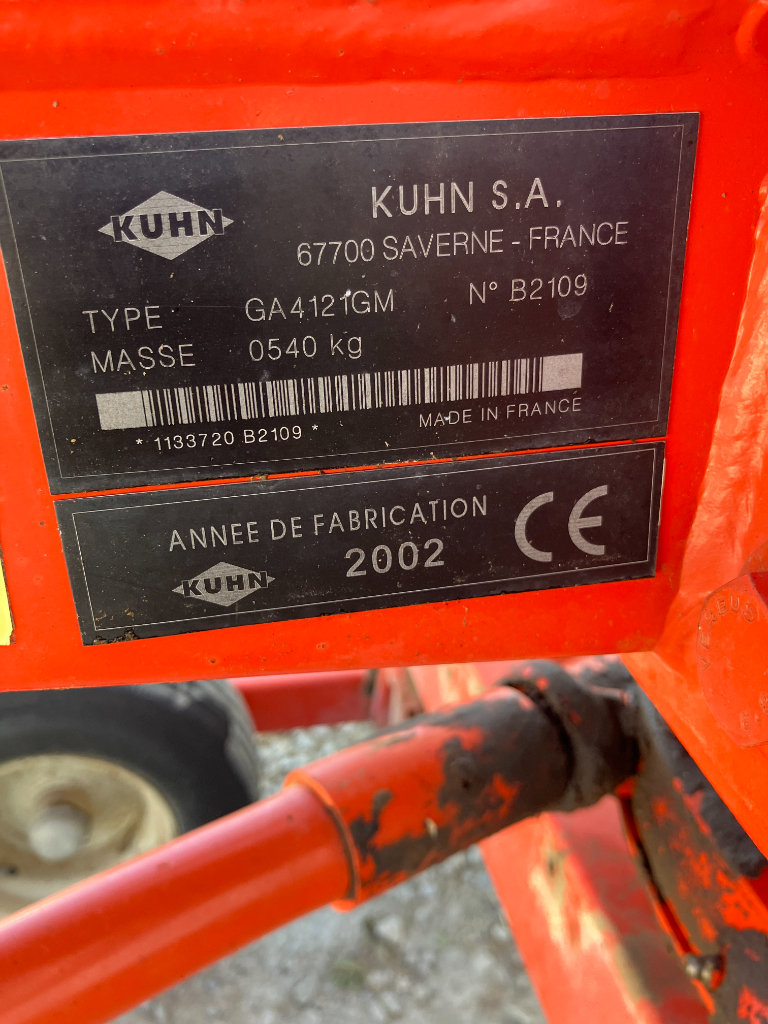 KUHN
KUHN S.A.
67700 SAVERNE - FRANCE
TYPE GA4121GM N° B2109
MASSE 0540 kg
* 1133720 B2109 *
MADE IN FRANCE
ANNEE DE FABRICATION
KUHN 2002
CE